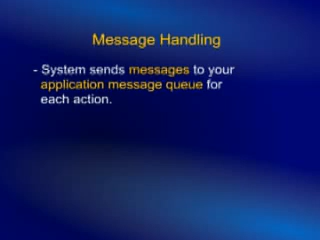 Message Handling
- System sends messages to your
application message queue for
each action.